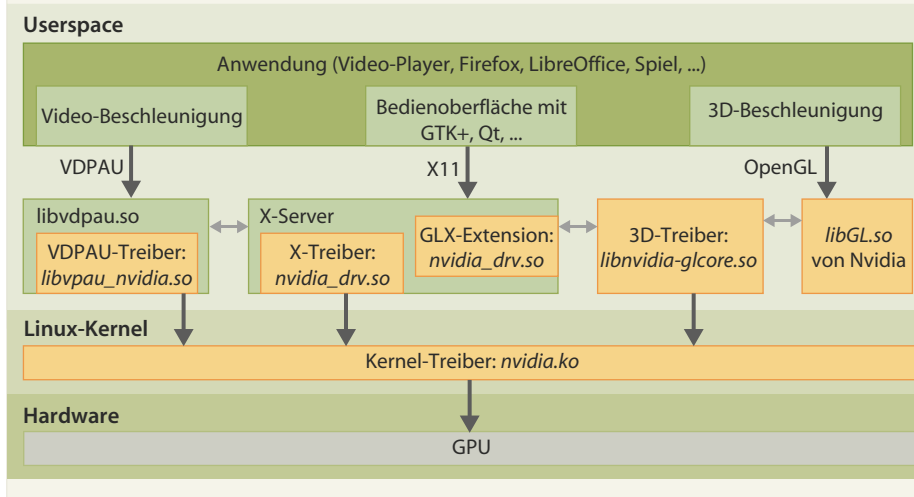 Userspace
Anwendung (Video-Player, Firefox, LibreOffice, Spiel, ...)
Video-Beschleunigung
Bedienoberfläche mit
GTK+, Qt, ...
3D-Beschleunigung
VDPAU
X11
OpenGL
libvdpau.so
VDPAU-Treiber:
libvpau_nvidia.so
X-Server
X-Treiber:
nvidia_drv.so
GLX-Extension:
nvidia_drv.so
3D-Treiber:
libnvidia-glcore.so
libGL.so
von Nvidia
Linux-Kernel
Kernel-Treiber: nvidia.ko
Hardware
GPU